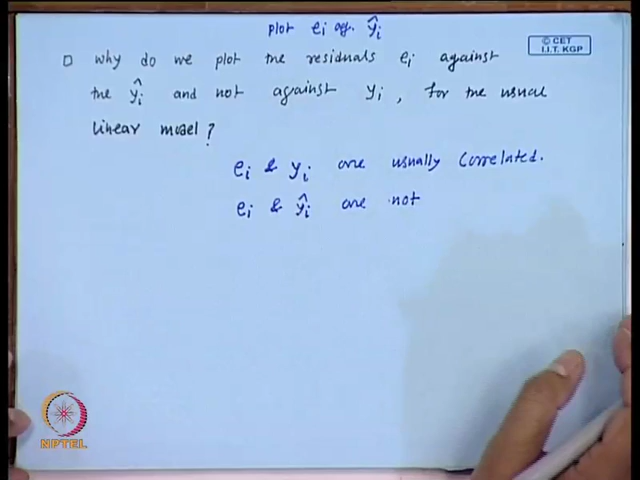 plot eᵢ ag. ŷᵢ
© CET
I.I.T. KGP
why do we plot the residuals eᵢ against
the ŷᵢ and not against yᵢ, for the usual
linear model?
eᵢ & yᵢ are usually correlated.
eᵢ & ŷᵢ are not
NPTEL